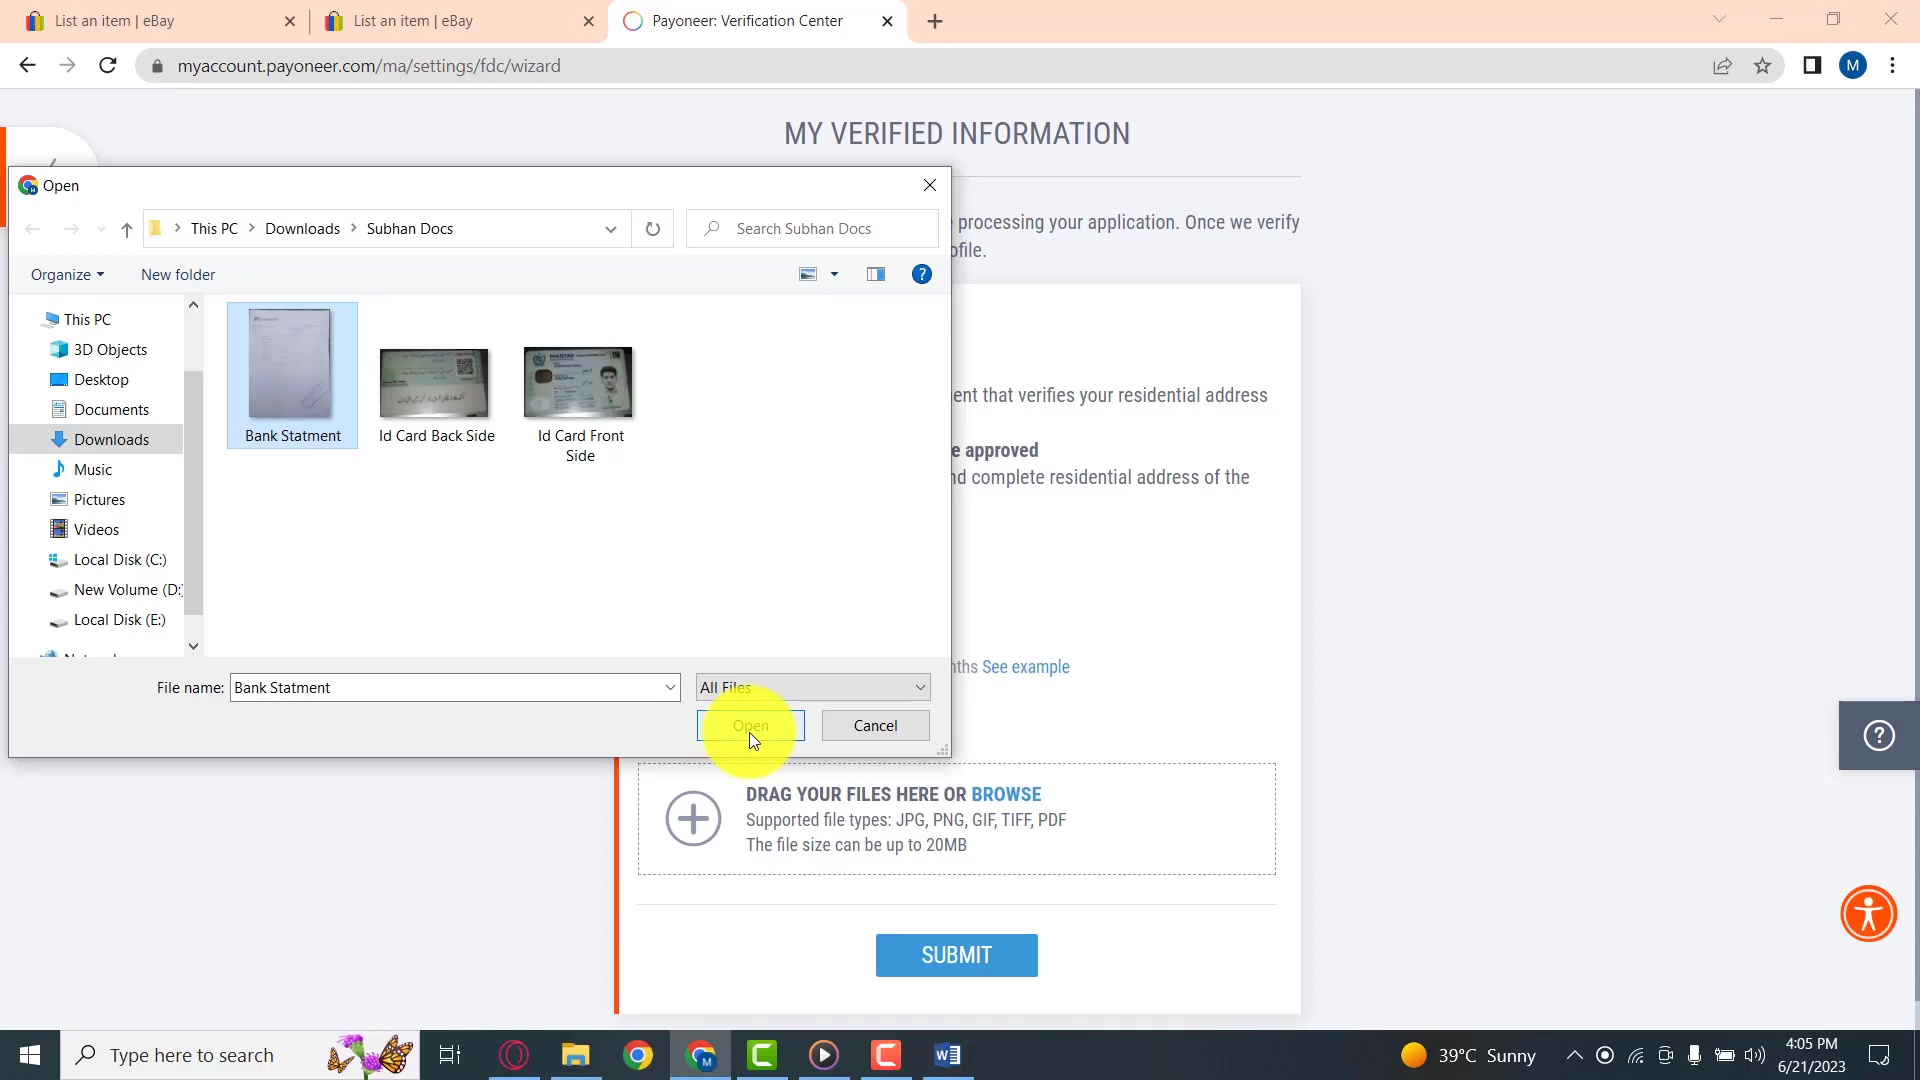 List an item | eBay
List an item | eBay
Payoneer: Verification Center
myaccount.payoneer.com/ma/settings/fdc/wizard
M
MY VERIFIED INFORMATION
Open
processing your application. Once we verify
This PC
Downloads
Subhan Docs
Search Subhan Docs
Organize
New folder
This PC
3D Objects
Desktop
Documents
Downloads
Music
Pictures
Videos
Local Disk (C:)
New Volume (D:
Local Disk (E:)
PAKISTAN
Bank Statment
Id Card Back Side
Id Card Front
Side
that verifies your residential address
approved
complete residential address of the
See example
File name:
Bank Statment
All Files
Open
Cancel
DRAG YOUR FILES HERE OR BROWSE
Supported file types: JPG, PNG, GIF, TIFF, PDF
The file size can be up to 20MB
SUBMIT
Type here to search
39°C Sunny
4:05 PM
6/21/2023